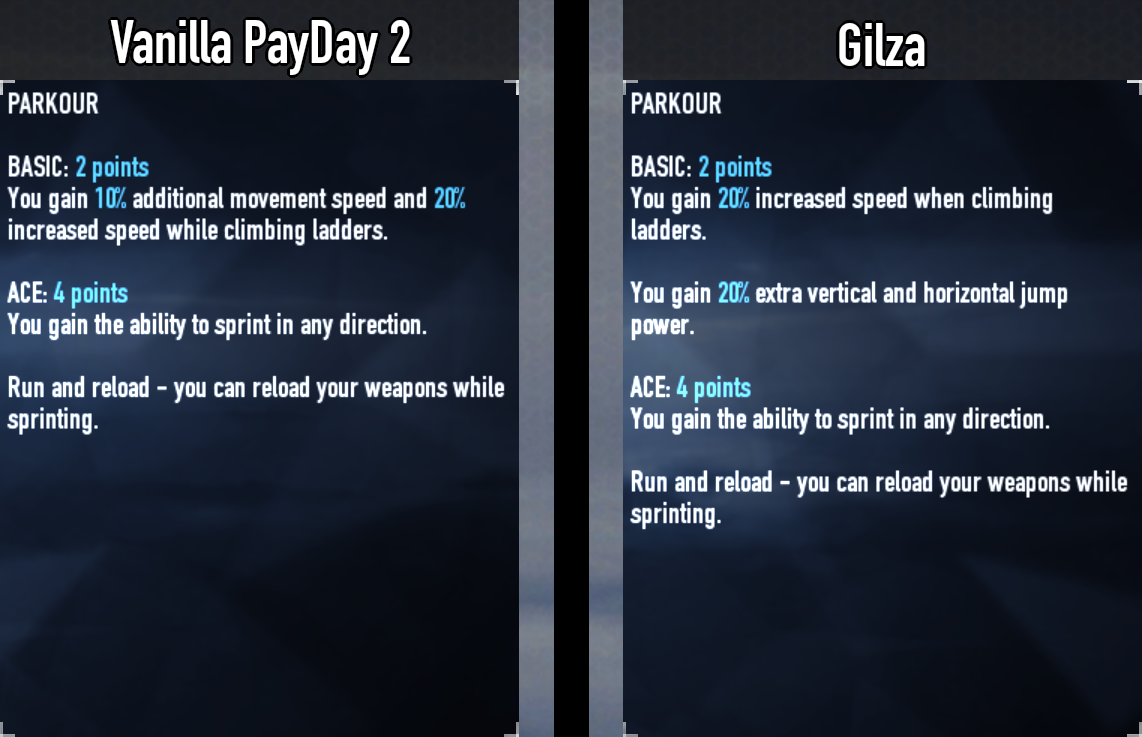 Vanilla PayDay 2
PARKOUR
BASIC: 2 points
You gain 10% additional movement speed and 20%
increased speed while climbing ladders.
ACE: 4 points
You gain the ability to sprint in any direction.
Run and reload - you can reload your weapons while
sprinting.
Gilza
PARKOUR
BASIC: 2 points
You gain 20% increased speed when climbing
ladders.
You gain 20% extra vertical and horizontal jump
power.
ACE: 4 points
You gain the ability to sprint in any direction.
Run and reload - you can reload your weapons while
sprinting.